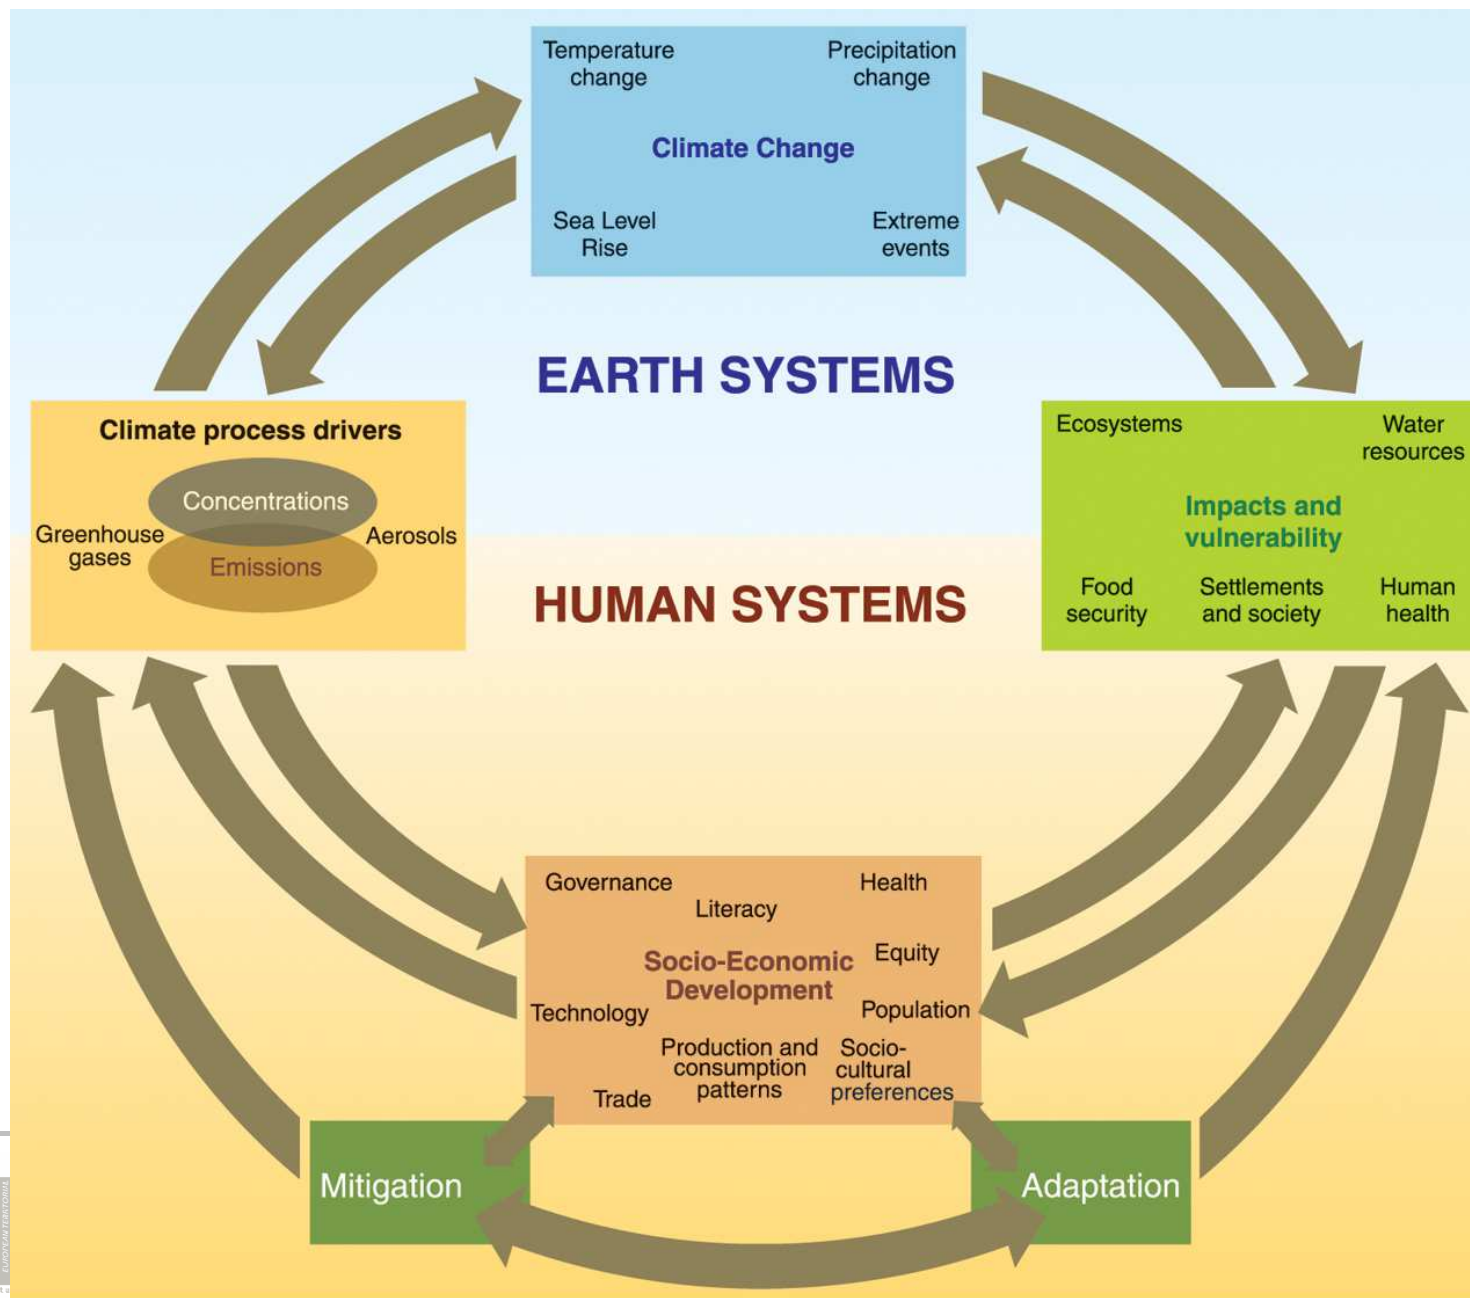 Temperature
change
Precipitation
change
Climate Change
Sea Level
Rise
Extreme
events
EARTH SYSTEMS
Climate process drivers
Concentrations
Greenhouse
gases
Aerosols
Emissions
Ecosystems
Water
resources
Impacts and
vulnerability
Food
security
Settlements
and society
Human
health
HUMAN SYSTEMS
Governance
Health
Literacy
Equity
Socio-Economic
Development
Technology
Population
Production and
consumption
patterns
Socio-
cultural
preferences
Trade
Mitigation
Adaptation
EUROPEAN TERRITORIAL